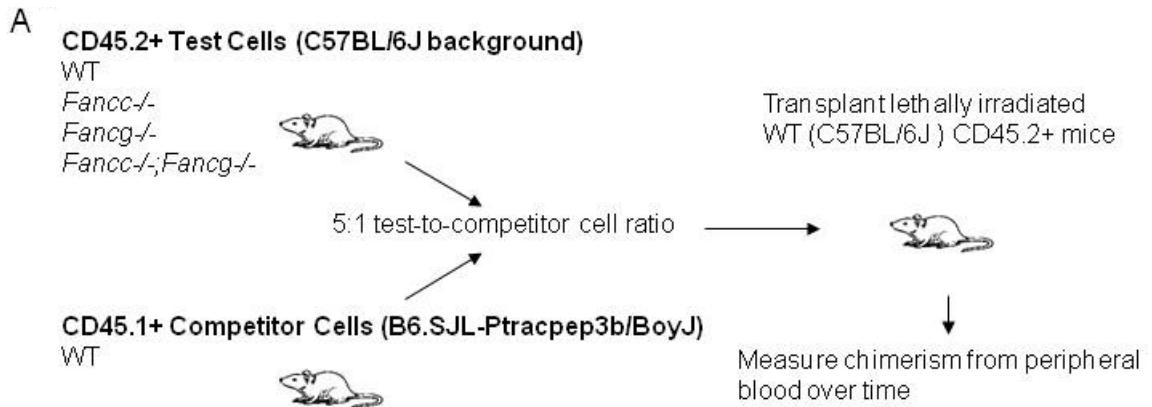 A
CD45.2+ Test Cells (C57BL/6J background)
WT
Fancc-/-
Fancg-/-
Fancc-/-;Fancg-/-
Transplant lethally irradiated
WT (C57BL/6J ) CD45.2+ mice
5:1 test-to-competitor cell ratio
CD45.1+ Competitor Cells (B6.SJL-Ptracpep3b/BoyJ)
WT
Measure chimerism from peripheral
blood over time